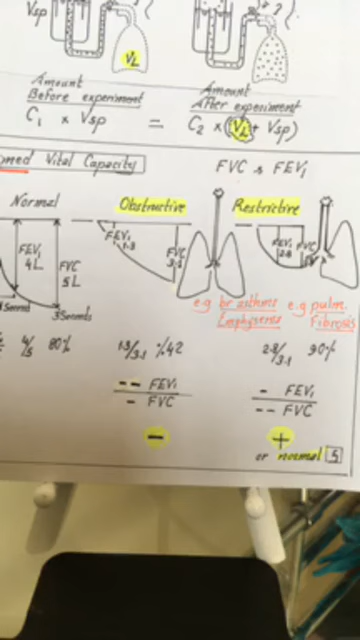 Vsp
VL
Amount
Before experiment
Amount
After experiment
C1 x Vsp = C2 x (VL + Vsp)
med Vital Capacity
FVC & FEV1
Normal
Obstructive
Restrictive
FEV1
4L
FVC
5L
3 Seconds
FEV1
1.3
FVC
3.1
FEV1
2.8
FVC
e.g br asthma
Emphysema
e.g pulm.
Fibrosis
4/5 80%
1.3/3.1 %42
2.8/3.1 90%
-- FEV1
- FVC
- FEV1
-- FVC
-
+
or normal 5